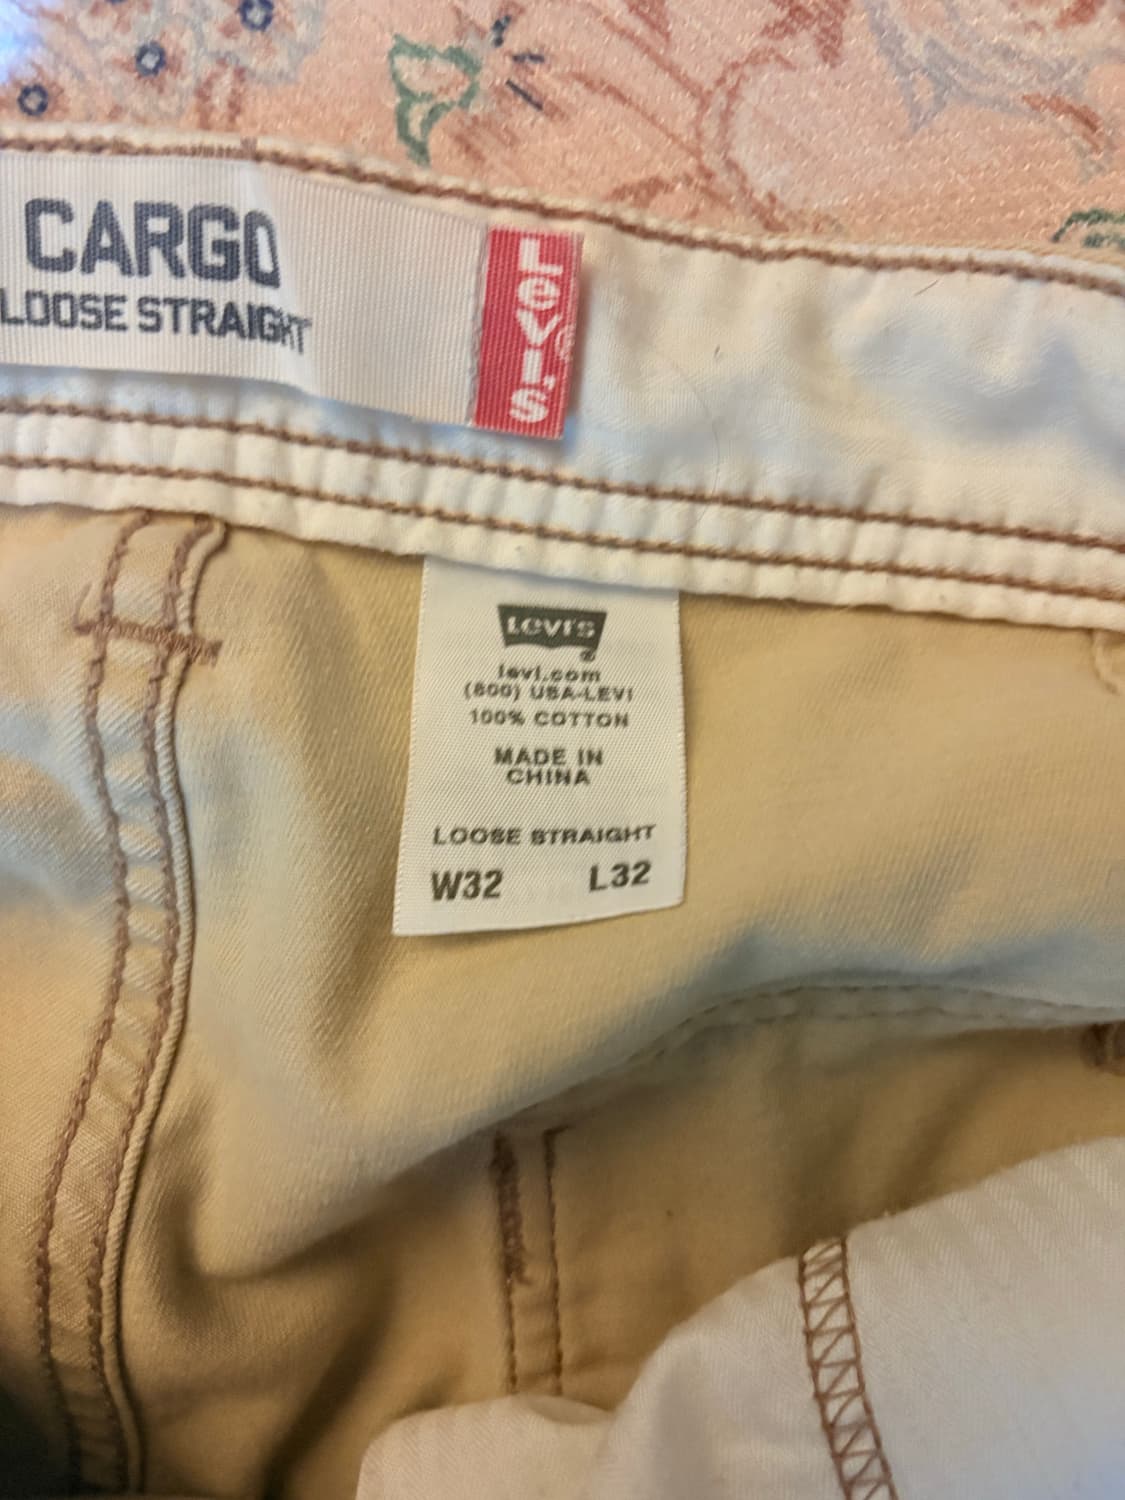 CARGO
LOOSE STRAIGHT
LEVI'S
LEVI'S
levi.com
(800) USA-LEVI
100% COTTON
MADE IN
CHINA
LOOSE STRAIGHT
W32 L32